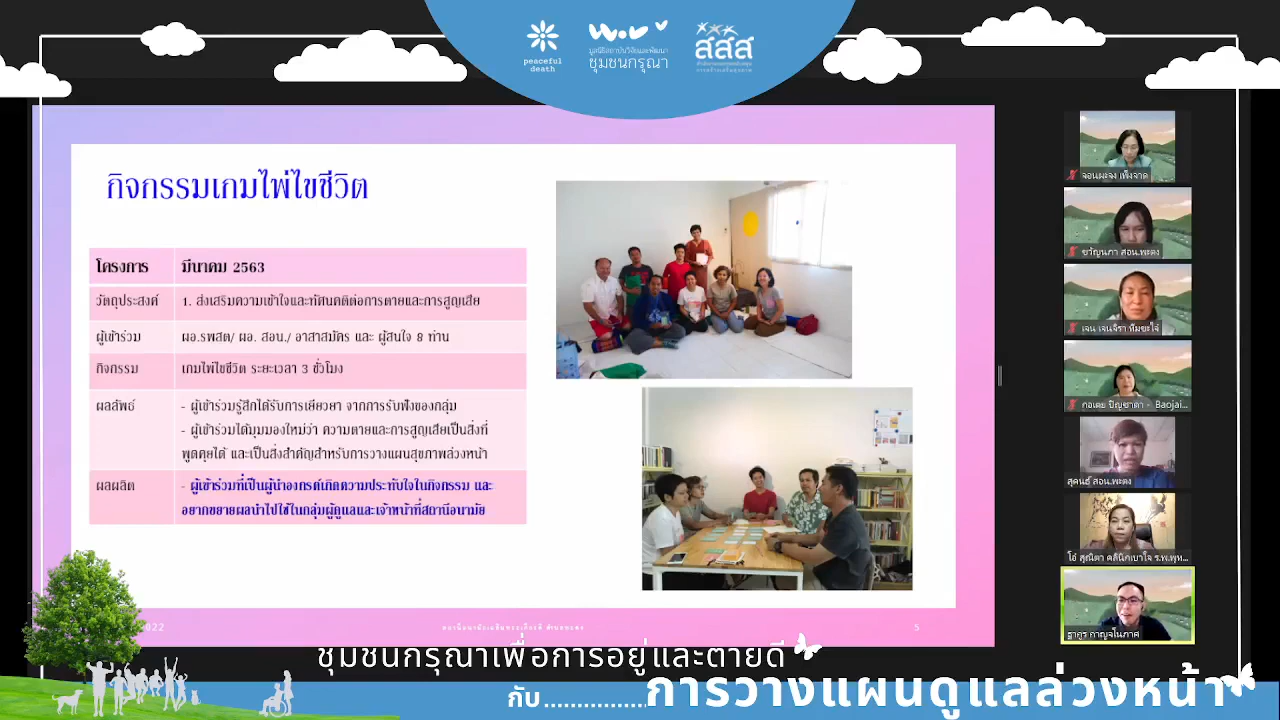 peaceful
death
มูลนิธิสถาบันวิจัยและพัฒนา
ชุมชนกรุณา
สสส
กิจกรรมเกมไพ่ไขชีวิต
โครงการ มีนาคม 2563
วัตถุประสงค์ 1. ส่งเสริมความเข้าใจและทัศนคติต่อการตายและการสูญเสีย
ผู้เข้าร่วม ผอ.รพสต/ ผอ. สอน./ อาสาสมัคร และ ผู้สนใจ 8 ท่าน
กิจกรรม เกมไพ่ไขชีวิต ระยะเวลา 3 ชั่วโมง
ผลลัพธ์ - ผู้เข้าร่วมรู้สึกได้รับการเยียวยา จากการรับฟังของกลุ่ม
- ผู้เข้าร่วมได้มุมมองใหม่ว่า ความตายและการสูญเสียเป็นสิ่งที่
พูดคุยได้ และเป็นสิ่งสำคัญสำหรับการวางแผนสุขภาพล่วงหน้า
ผลผลิต - ผู้เข้าร่วมที่เป็นผู้นำองกรค์เกิดความประทับใจในกิจกรรม และ
อยากขยายผลนำไปใช้ในกลุ่มผู้ดูแลและเจ้าหน้าที่สถานีอนามัย
5
จอนผะจง เพ็งจาด
ขวัญนภา สอน.พะตง
เจน เจนจิรา ทิมยะไจ๋
กอเตย ปิญชาดา - Baojai...
สุคนธ์ สอน.พะตง
โอ๋ สุณิตา คลินิกเบาใจ ร.พ.พุท...
ฐากูร กาญจโนภาศ
ชุมชนกรุณาเพื่อการอยู่และตายดี
กับ...............การวางแผนดูแลล่วงหน้า